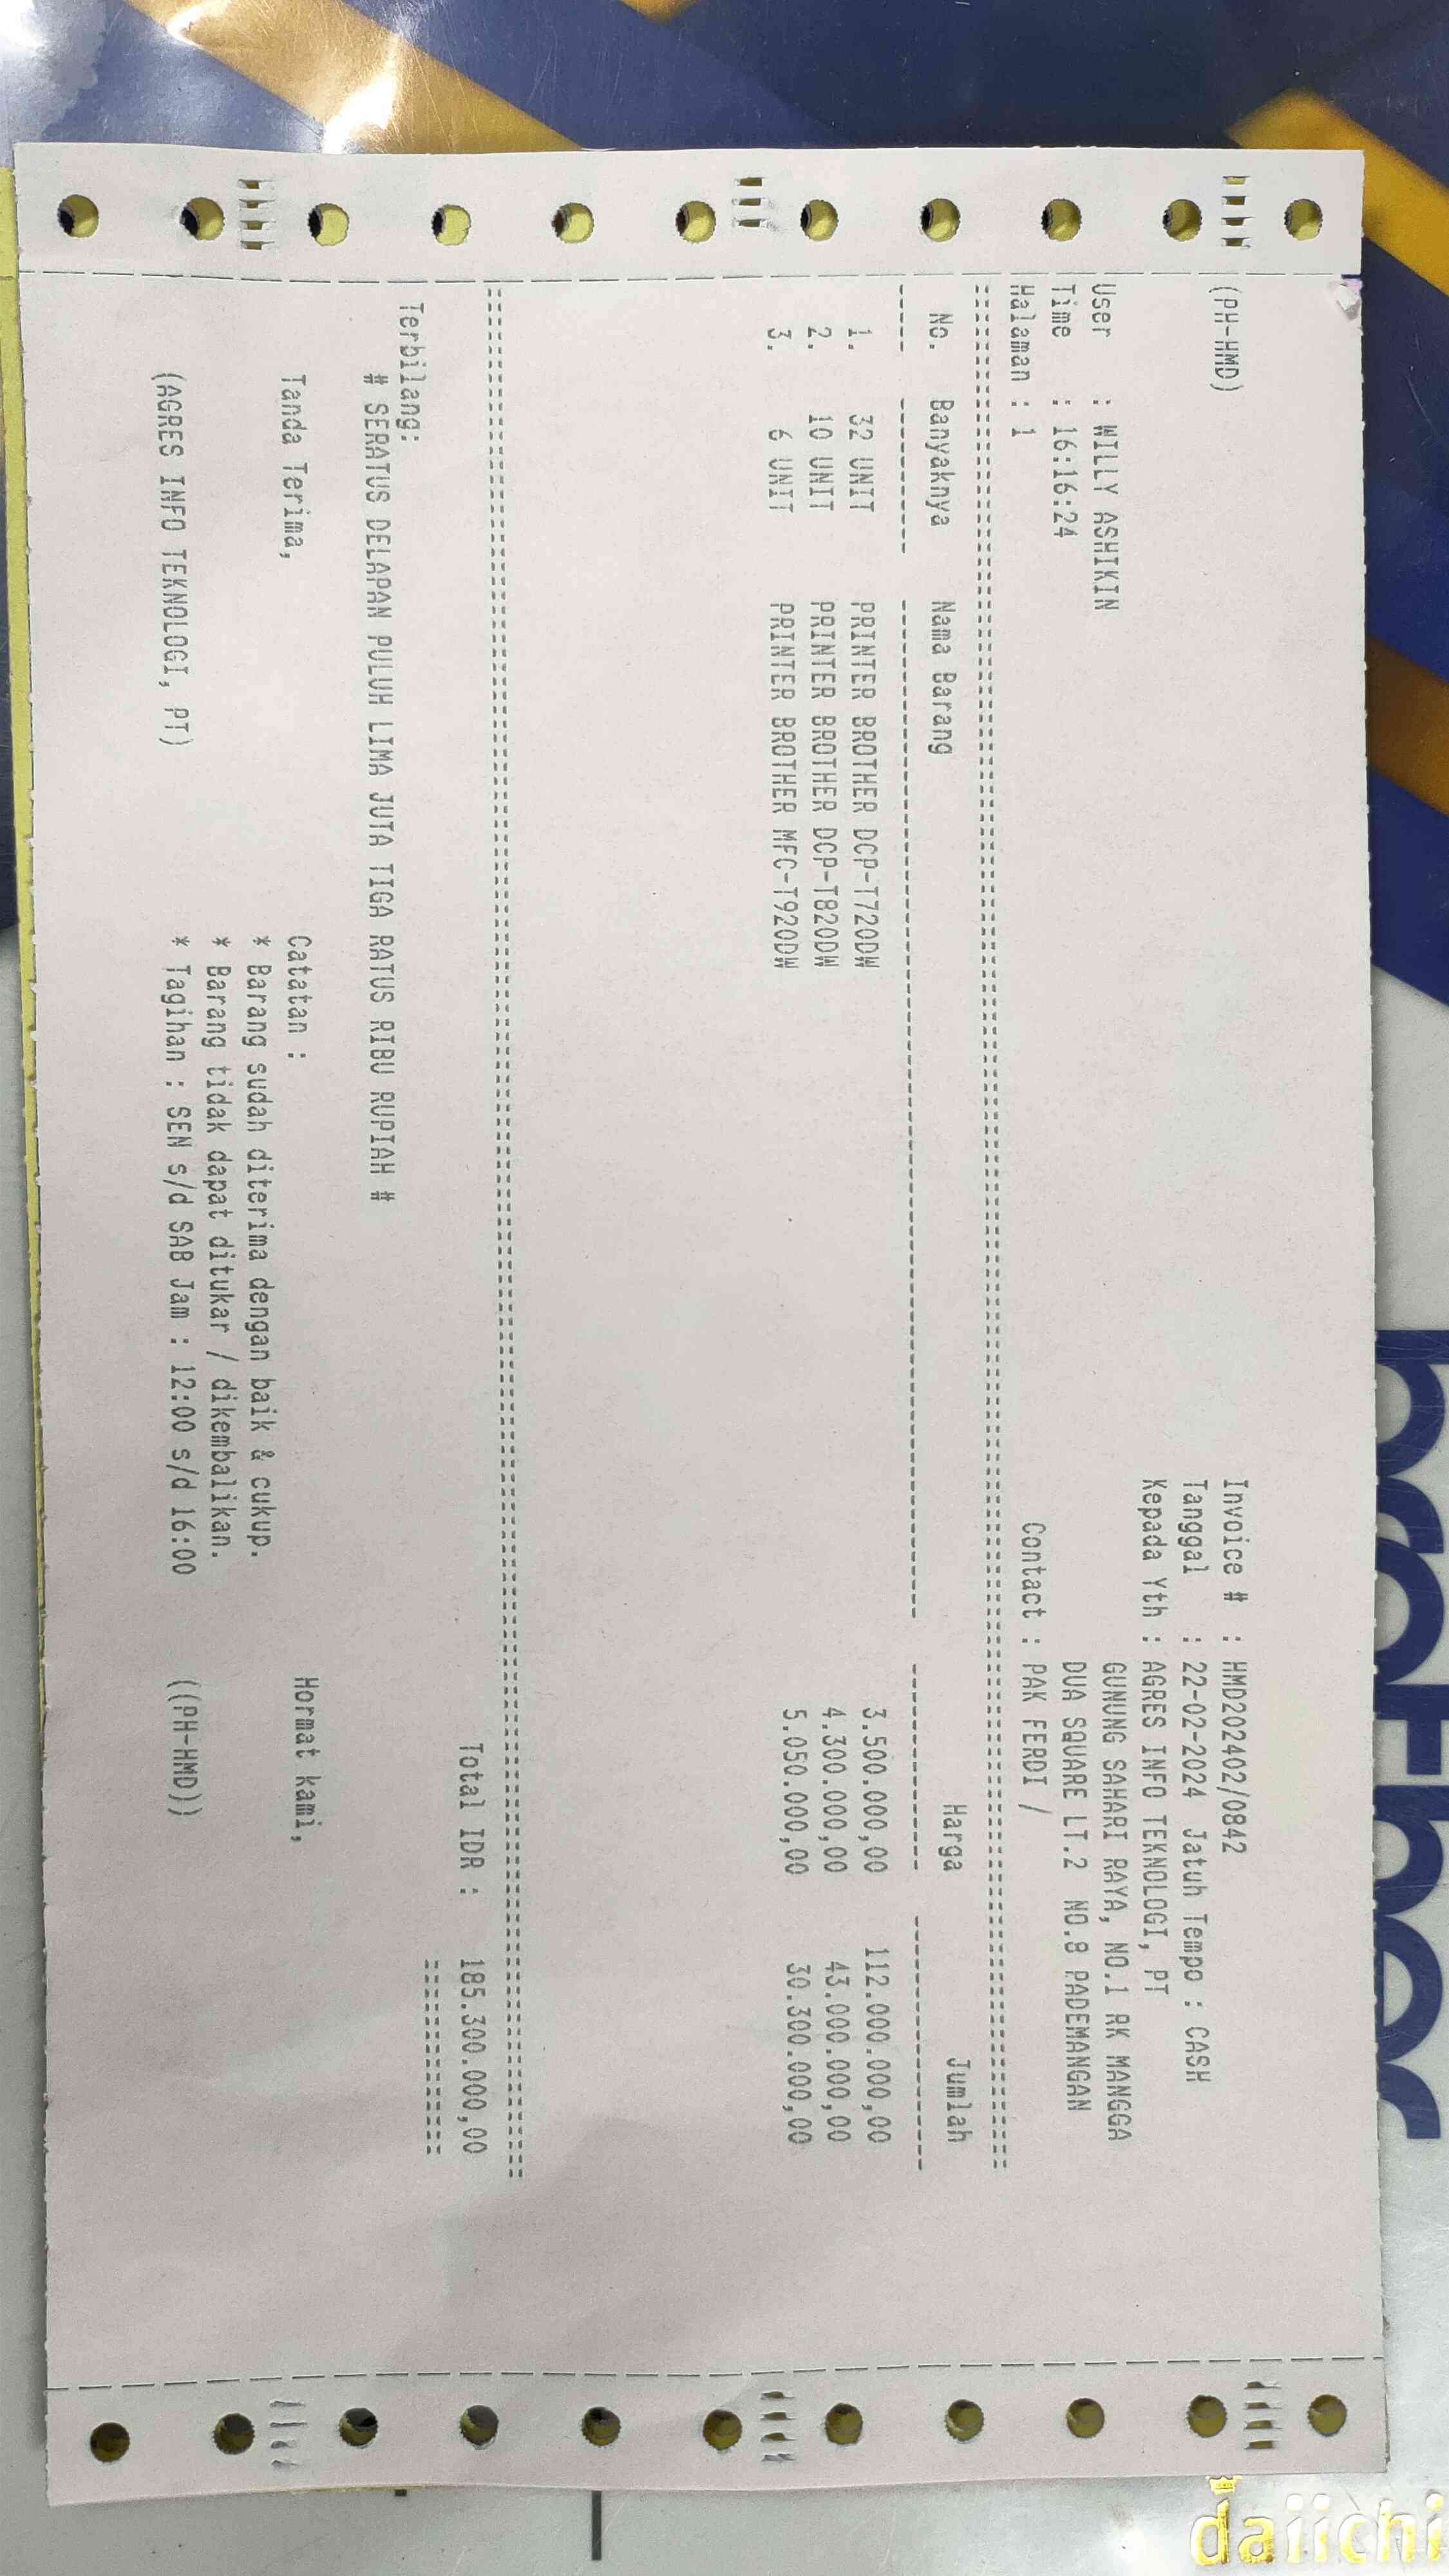 (PH-HMD)
Invoice # : HMD202402/0842
Tanggal : 22-02-2024 Jatuh Tempo : CASH
Kepada Yth : AGRES INFO TEKNOLOGI, PT
User : WILLY ASHIKIN
GUNUNG SAHARI RAYA, NO.1 RK MANGGA
Time : 16:16:24
DUA SQUARE LT.2 NO.8 PADEMANGAN
Halaman : 1
Contact : PAK FERDI /
No. Banyaknya Nama Barang Harga Jumlah
1. 32 UNIT PRINTER BROTHER DCP-T720DW 3.500.000,00 112.000.000,00
2. 10 UNIT PRINTER BROTHER DCP-T820DW 4.300.000,00 43.000.000,00
3. 6 UNIT PRINTER BROTHER MFC-T920DW 5.050.000,00 30.300.000,00
Total IDR : 185.300.000,00
Terbilang:
# SERATUS DELAPAN PULUH LIMA JUTA TIGA RATUS RIBU RUPIAH #
Tanda Terima, Catatan : Hormat kami,
* Barang sudah diterima dengan baik & cukup.
* Barang tidak dapat ditukar / dikembalikan.
(AGRES INFO TEKNOLOGI, PT) * Tagihan : SEN s/d SAB Jam : 12:00 s/d 16:00 ((PH-HMD))
brother
daiichi